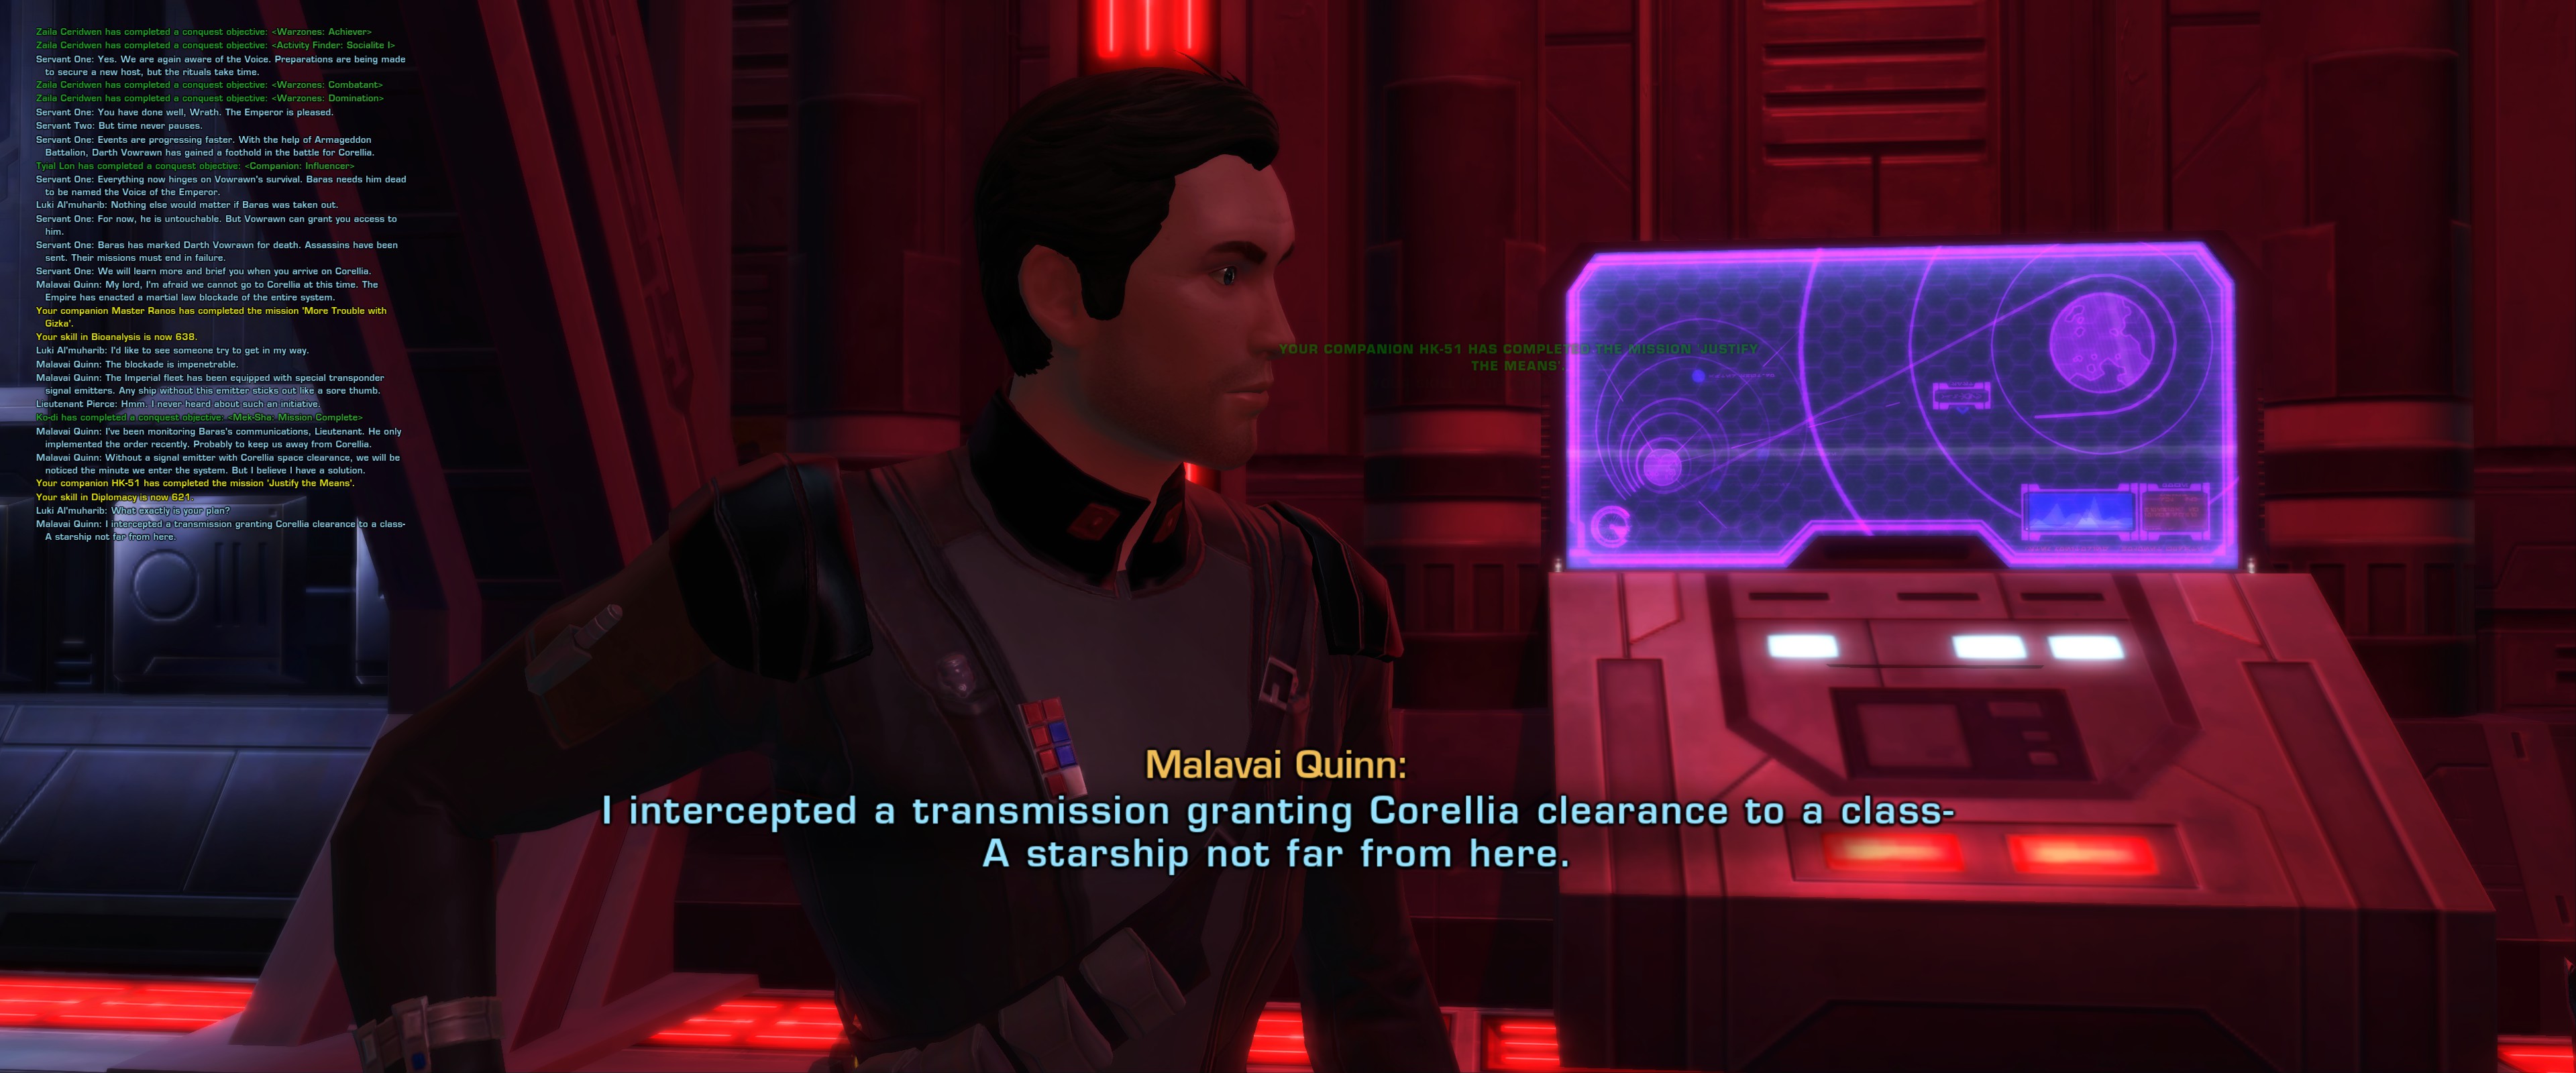 Zaila Ceridwen has completed a conquest objective: <Warzones: Achiever>
Zaila Ceridwen has completed a conquest objective: <Activity Finder: Socialite I>
Servant One: Yes. We are again aware of the Voice. Preparations are being made
to secure a new host, but the rituals take time.
Zaila Ceridwen has completed a conquest objective: <Warzones: Combatant>
Zaila Ceridwen has completed a conquest objective: <Warzones: Domination>
Servant One: You have done well, Wrath. The Emperor is pleased.
Servant Two: But time never pauses.
Servant One: Events are progressing faster. With the help of Armageddon
Battalion, Darth Vowrawn has gained a foothold in the battle for Corellia.
Tyial Lon has completed a conquest objective: <Companion: Influencer>
Servant One: Everything now hinges on Vowrawn's survival. Baras needs him dead
to be named the Voice of the Emperor.
Luki Al'muharib: Nothing else would matter if Baras was taken out.
Servant One: For now, he is untouchable. But Vowrawn can grant you access to
him.
Servant One: Baras has marked Darth Vowrawn for death. Assassins have been
sent. Their missions must end in failure.
Servant One: We will learn more and brief you when you arrive on Corellia.
Malavai Quinn: My lord, I'm afraid we cannot go to Corellia at this time. The
Empire has enacted a martial law blockade of the entire system.
Your companion Master Ranos has completed the mission 'More Trouble with
Gizka'.
Your skill in Bioanalysis is now 638.
Luki Al'muharib: I'd like to see someone try to get in my way.
Malavai Quinn: The blockade is impenetrable.
Malavai Quinn: The Imperial fleet has been equipped with special transponder
signal emitters. Any ship without this emitter sticks out like a sore thumb.
Lieutenant Pierce: Hmm. I never heard about such an initiative.
Ko-di has completed a conquest objective: <Mek-Sha: Mission Complete>
Malavai Quinn: I've been monitoring Baras's communications, Lieutenant. He only
implemented the order recently. Probably to keep us away from Corellia.
Malavai Quinn: Without a signal emitter with Corellia space clearance, we will be
noticed the minute we enter the system. But I believe I have a solution.
Your companion HK-51 has completed the mission 'Justify the Means'.
Your skill in Diplomacy is now 621.
Luki Al'muharib: What exactly is your plan?
Malavai Quinn: I intercepted a transmission granting Corellia clearance to a class-
A starship not far from here.
YOUR COMPANION HK-51 HAS COMPLETED THE MISSION 'JUSTIFY
THE MEANS'.
Malavai Quinn:
I intercepted a transmission granting Corellia clearance to a class-
A starship not far from here.